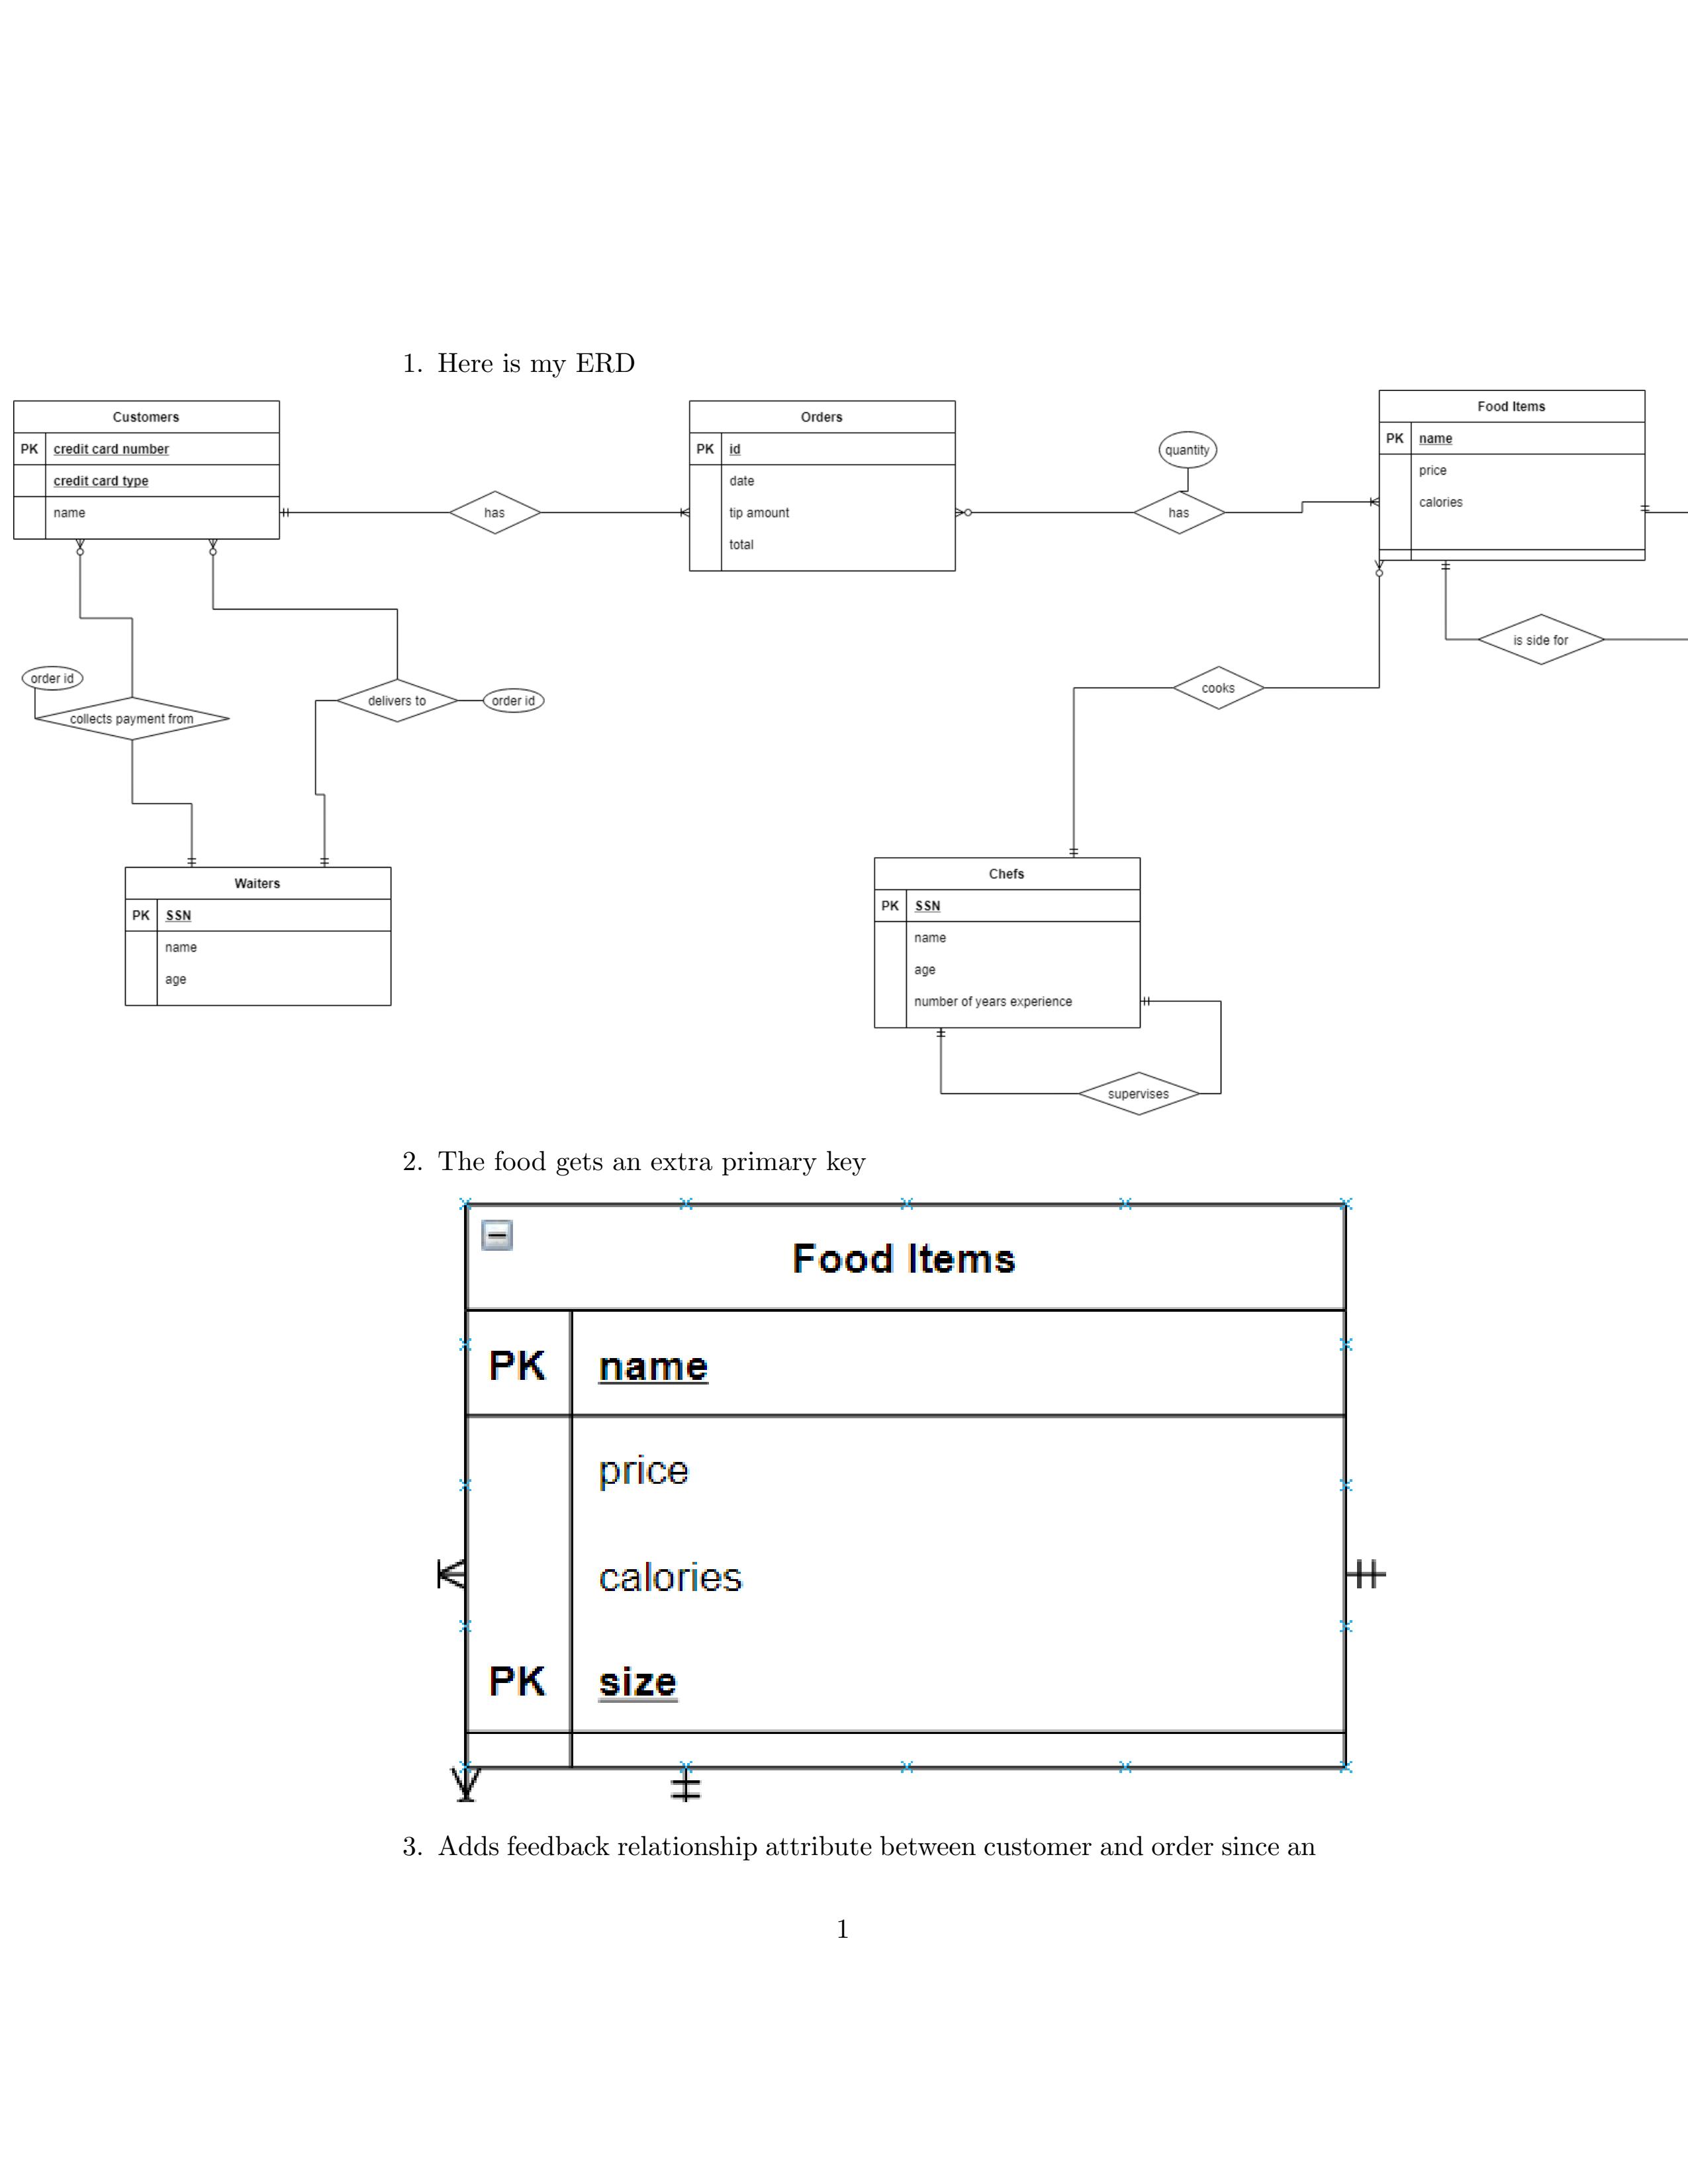 1. Here is my ERD
Customers
PK credit card number
credit card type
name
has
Orders
PK id
date
tip amount
total
quantity
has
Food Items
PK name
price
calories
is side for
cooks
order id
collects payment from
delivers to
order id
Waiters
PK SSN
name
age
Chefs
PK SSN
name
age
number of years experience
supervises
2. The food gets an extra primary key
Food Items
PK name
price
calories
PK size
3. Adds feedback relationship attribute between customer and order since an
1